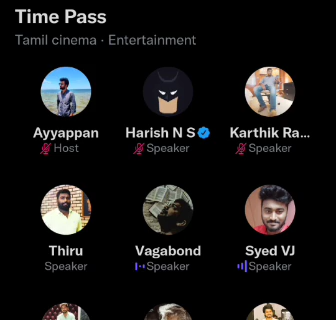 Time Pass
Tamil cinema · Entertainment
Ayyappan Harish N S Karthik Ra...
Host Speaker Speaker
Thiru Vagabond Syed VJ
Speaker Speaker Speaker